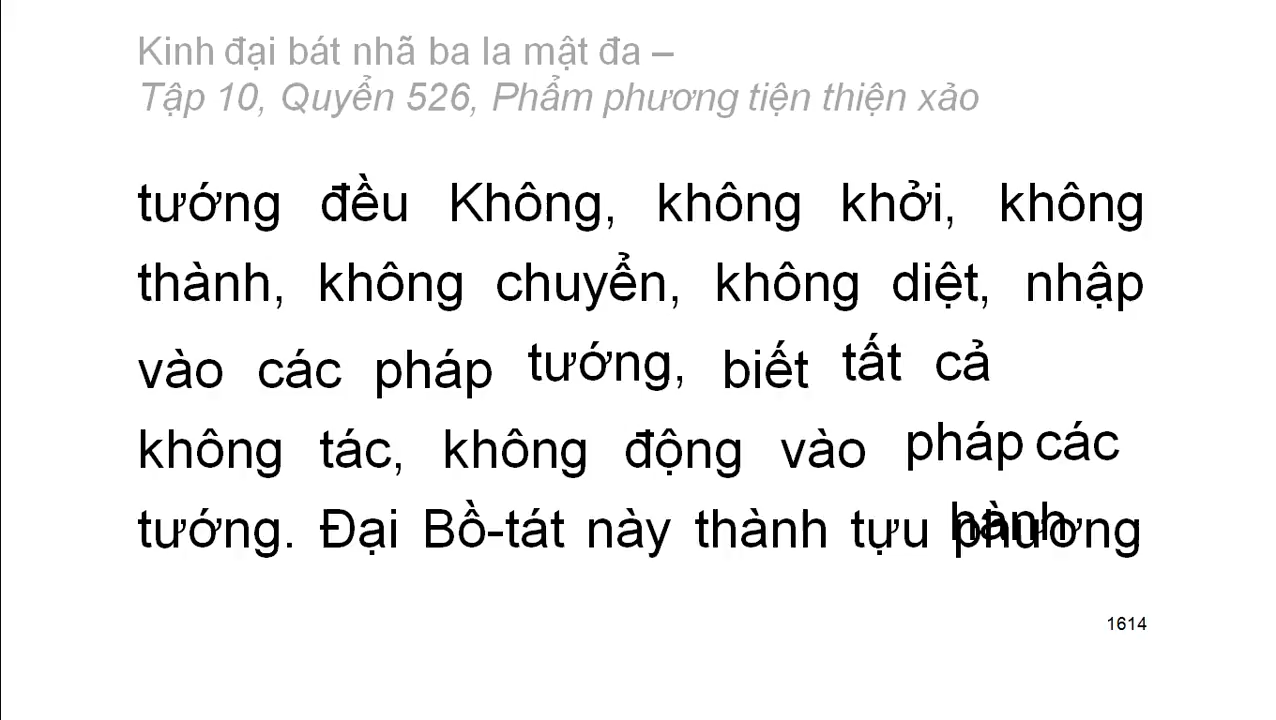 Kinh đại bát nhã ba la mật đa –
Tập 10, Quyển 526, Phẩm phương tiện thiện xảo
tướng đều Không, không khởi, không
thành, không chuyển, không diệt, nhập
vào các pháp tướng, biết tất cả
không tác, không động vào pháp các
tướng. Đại Bồ-tát này thành tựu phương
hành
1614